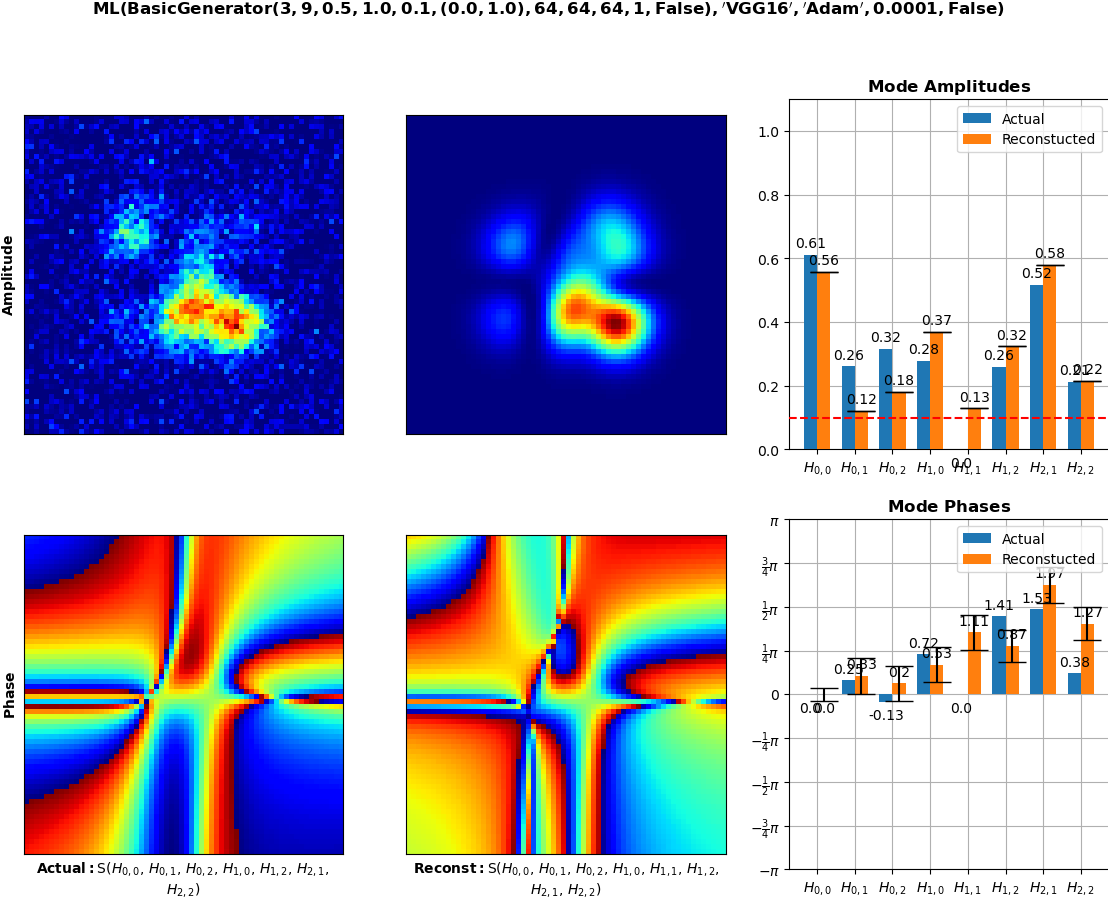 ML(BasicGenerator(3, 9, 0.5, 1.0, 0.1, (0.0, 1.0), 64, 64, 64, 1, False), 'VGG16', 'Adam', 0.0001, False)
Amplitude
Mode Amplitudes
Actual
Reconstucted
1.0
0.8
0.6
0.4
0.2
0.0
0.61
0.56
0.26
0.12
0.32
0.18
0.28
0.37
0.0
0.13
0.26
0.32
0.52
0.58
0.21
0.22
H0,0 H0,1 H0,2 H1,0 H1,1 H1,2 H2,1 H2,2
Phase
Mode Phases
Actual
Reconstucted
π
3/4π
1/2π
1/4π
0
−1/4π
−1/2π
−3/4π
−π
0.0
0.0
0.25
0.33
-0.13
0.2
0.72
0.53
0.0
1.11
1.41
0.87
1.53
0.38
1.27
H0,0 H0,1 H0,2 H1,0 H1,1 H1,2 H2,1 H2,2
Actual: S(H0,0, H0,1, H0,2, H1,0, H1,2, H2,1,
H2,2)
Reconst: S(H0,0, H0,1, H0,2, H1,0, H1,1, H1,2,
H2,1, H2,2)